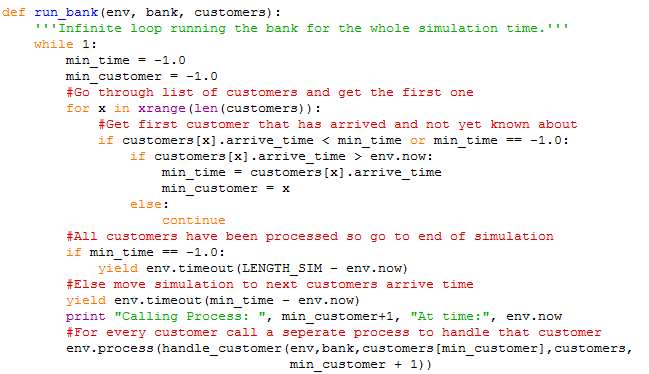 def run_bank(env, bank, customers):
    '''Infinite loop running the bank for the whole simulation time.'''
    while 1:
        min_time = -1.0
        min_customer = -1.0
        #Go through list of customers and get the first one
        for x in xrange(len(customers)):
            #Get first customer that has arrived and not yet known about
            if customers[x].arrive_time < min_time or min_time == -1.0:
                if customers[x].arrive_time > env.now:
                    min_time = customers[x].arrive_time
                    min_customer = x
                else:
                    continue
        #All customers have been processed so go to end of simulation
        if min_time == -1.0:
            yield env.timeout(LENGTH_SIM - env.now)
        #Else move simulation to next customers arrive time
        yield env.timeout(min_time - env.now)
        print "Calling Process: ", min_customer+1, "At time:", env.now
        #For every customer call a seperate process to handle that customer
        env.process(handle_customer(env,bank,customers[min_customer],customers,
                                    min_customer + 1))